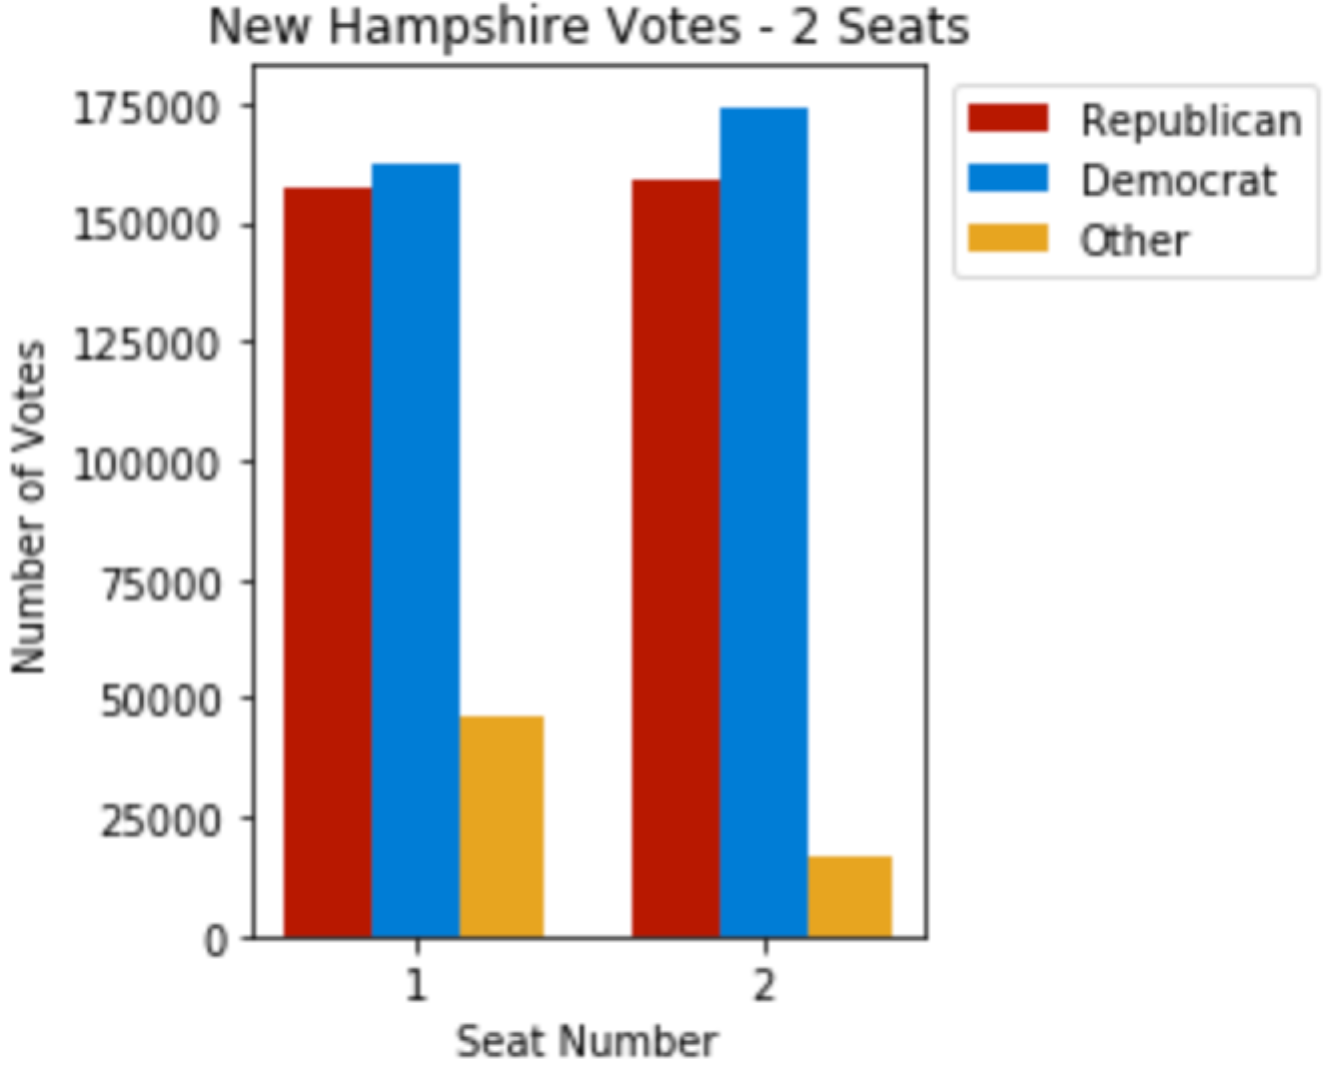 New Hampshire Votes - 2 Seats
175000
150000
125000
100000
75000
50000
25000
0
Number of Votes
1
2
Seat Number
Republican
Democrat
Other